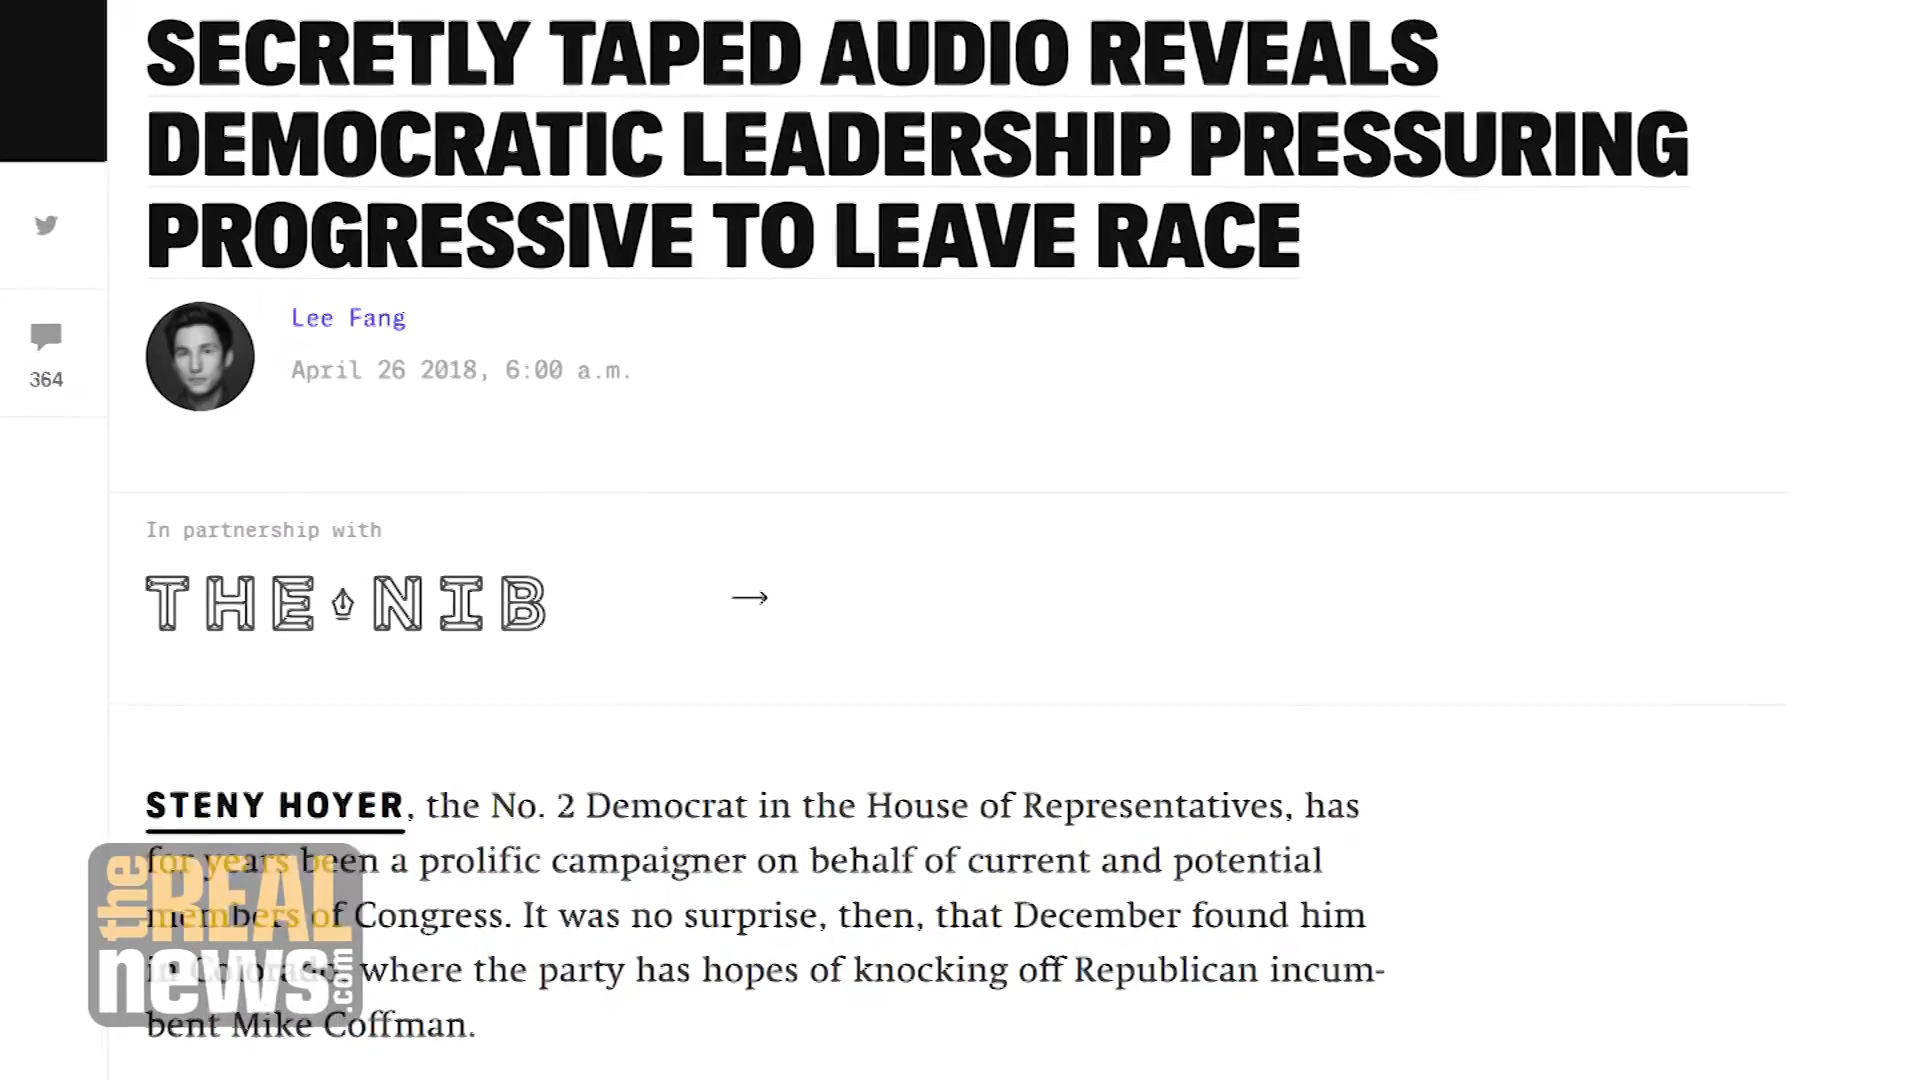 SECRETLY TAPED AUDIO REVEALS
DEMOCRATIC LEADERSHIP PRESSURING
PROGRESSIVE TO LEAVE RACE
Lee Fang
April 26 2018, 6:00 a.m.
364
In partnership with
THE NIB
STENY HOYER, the No. 2 Democrat in the House of Representatives, has
for years been a prolific campaigner on behalf of current and potential
members of Congress. It was no surprise, then, that December found him
in Colorado, where the party has hopes of knocking off Republican incum-
bent Mike Coffman.
the REAL
news.com